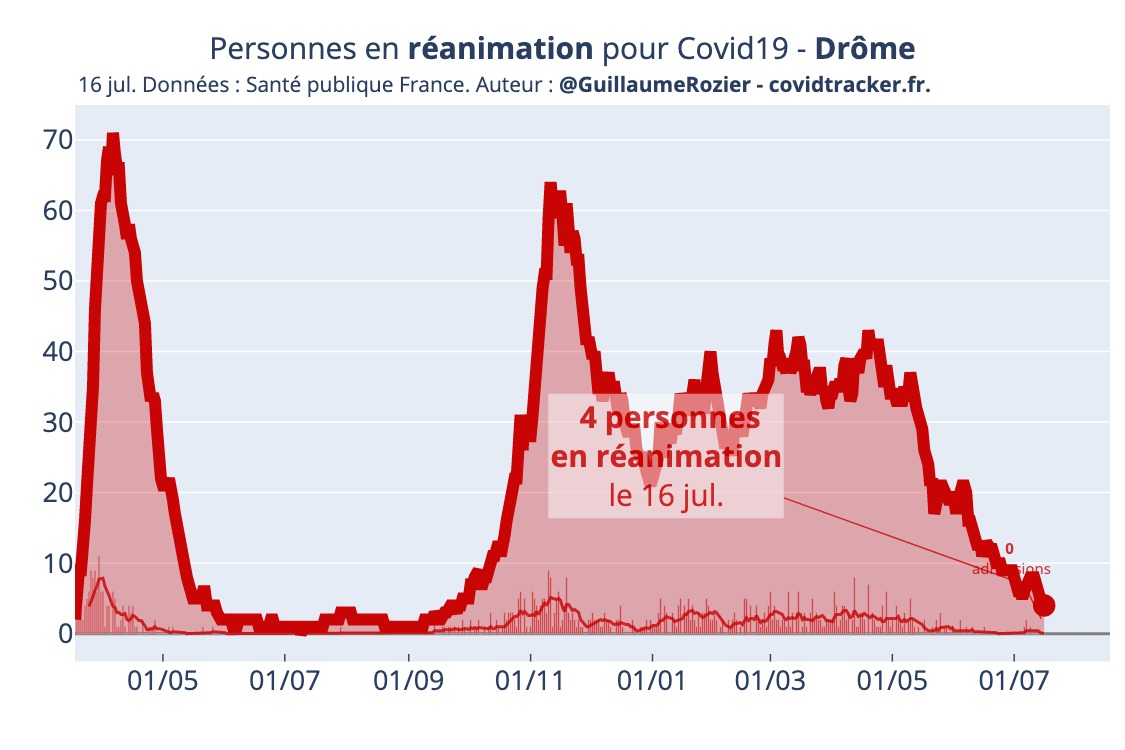 Personnes en réanimation pour Covid19 - Drôme
16 jul. Données : Santé publique France. Auteur : @GuillaumeRozier - covidtracker.fr.
70
60
50
40
30
20
10
0
4 personnes
en réanimation
le 16 jul.
0
admissions
01/05 01/07 01/09 01/11 01/01 01/03 01/05 01/07